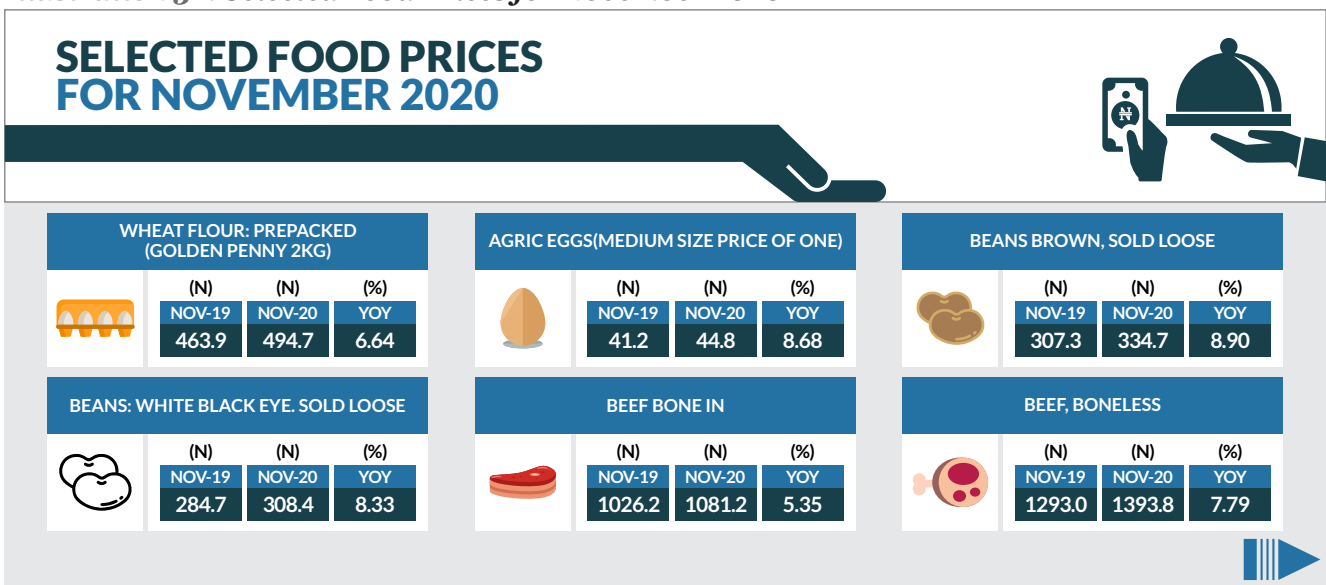 SELECTED FOOD PRICES
FOR NOVEMBER 2020
₦
WHEAT FLOUR: PREPACKED
(GOLDEN PENNY 2KG)
(N) (N) (%)
NOV-19 NOV-20 YOY
463.9 494.7 6.64
AGRIC EGGS(MEDIUM SIZE PRICE OF ONE)
(N) (N) (%)
NOV-19 NOV-20 YOY
41.2 44.8 8.68
BEANS BROWN, SOLD LOOSE
(N) (N) (%)
NOV-19 NOV-20 YOY
307.3 334.7 8.90
BEANS: WHITE BLACK EYE. SOLD LOOSE
(N) (N) (%)
NOV-19 NOV-20 YOY
284.7 308.4 8.33
BEEF BONE IN
(N) (N) (%)
NOV-19 NOV-20 YOY
1026.2 1081.2 5.35
BEEF, BONELESS
(N) (N) (%)
NOV-19 NOV-20 YOY
1293.0 1393.8 7.79